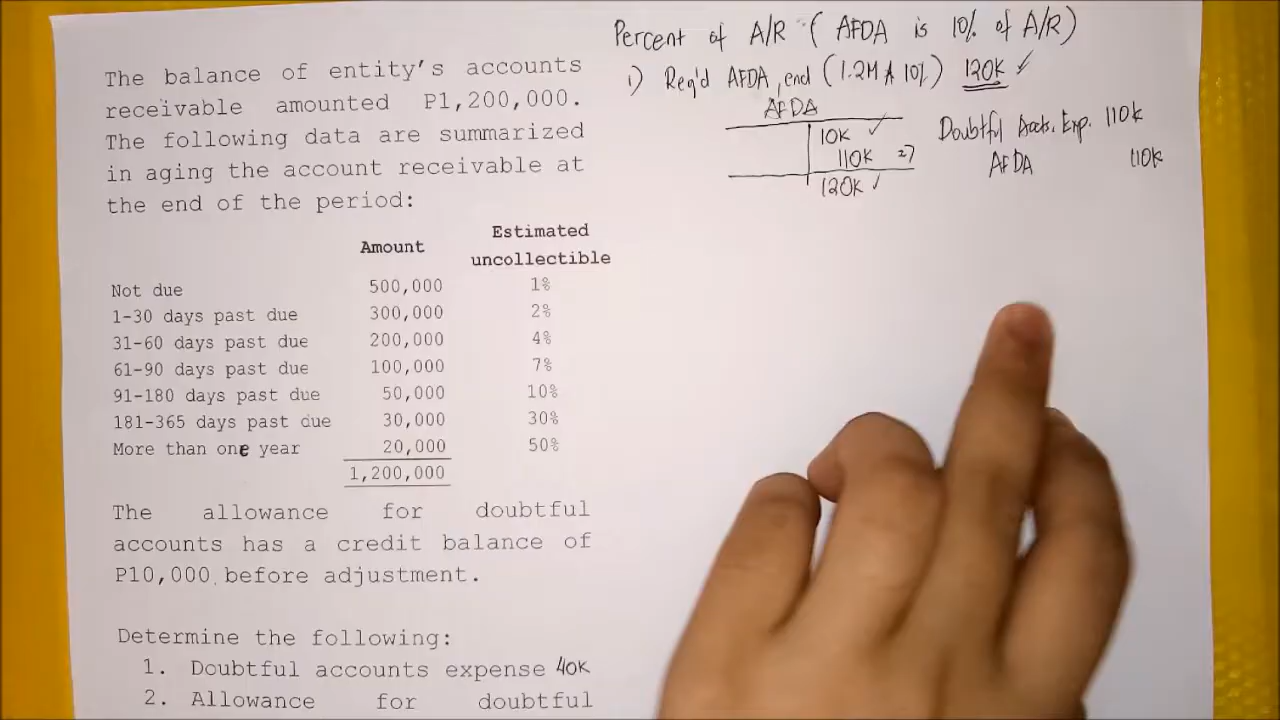 The balance of entity's accounts
receivable amounted P1,200,000.
The following data are summarized
in aging the account receivable at
the end of the period:
Amount Estimated uncollectible
Not due 500,000 1%
1-30 days past due 300,000 2%
31-60 days past due 200,000 4%
61-90 days past due 100,000 7%
91-180 days past due 50,000 10%
181-365 days past due 30,000 30%
More than one year 20,000 50%
1,200,000
The allowance for doubtful
accounts has a credit balance of
P10,000 before adjustment.
Determine the following:
1. Doubtful accounts expense 40K
2. Allowance for doubtful
Percent of A/R (AFDA is 10% of A/R)
1) Req'd AFDA, end (1.2M 10%) 120K ✓
AFDA
10K ✓
110K
120K ✓
Doubtful Accts. Exp. 110K
AFDA 110K